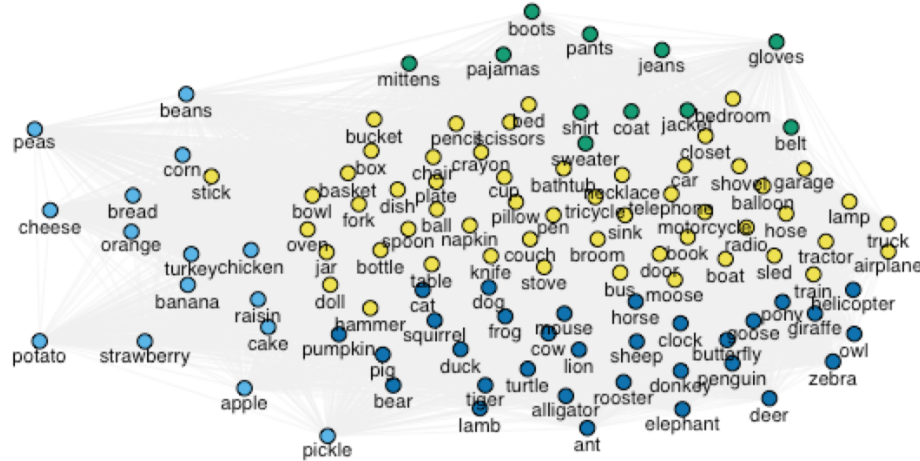 boots
pants
jeans
gloves
mittens
pajamas
beans
peas
bucket
pencil
scissors
bed
shirt
coat
jacket
bedroom
belt
corn
stick
box
chair
crayon
sweater
closet
basket
plate
cup
bathtub
necklace
car
shovel
garage
cheese
bread
bowl
fork
dish
ball
pillow
tricycle
telephone
balloon
lamp
orange
oven
spoon
napkin
pen
sink
motorcycle
radio
hose
truck
turkey
chicken
jar
bottle
knife
couch
broom
door
book
boat
sled
tractor
airplane
banana
doll
table
stove
bus
moose
train
helicopter
raisin
hammer
cat
dog
horse
pony
giraffe
potato
strawberry
cake
pumpkin
squirrel
frog
mouse
cow
clock
goose
butterfly
owl
pig
duck
lion
sheep
apple
bear
tiger
turtle
rooster
donkey
penguin
zebra
lamb
alligator
elephant
deer
pickle
ant